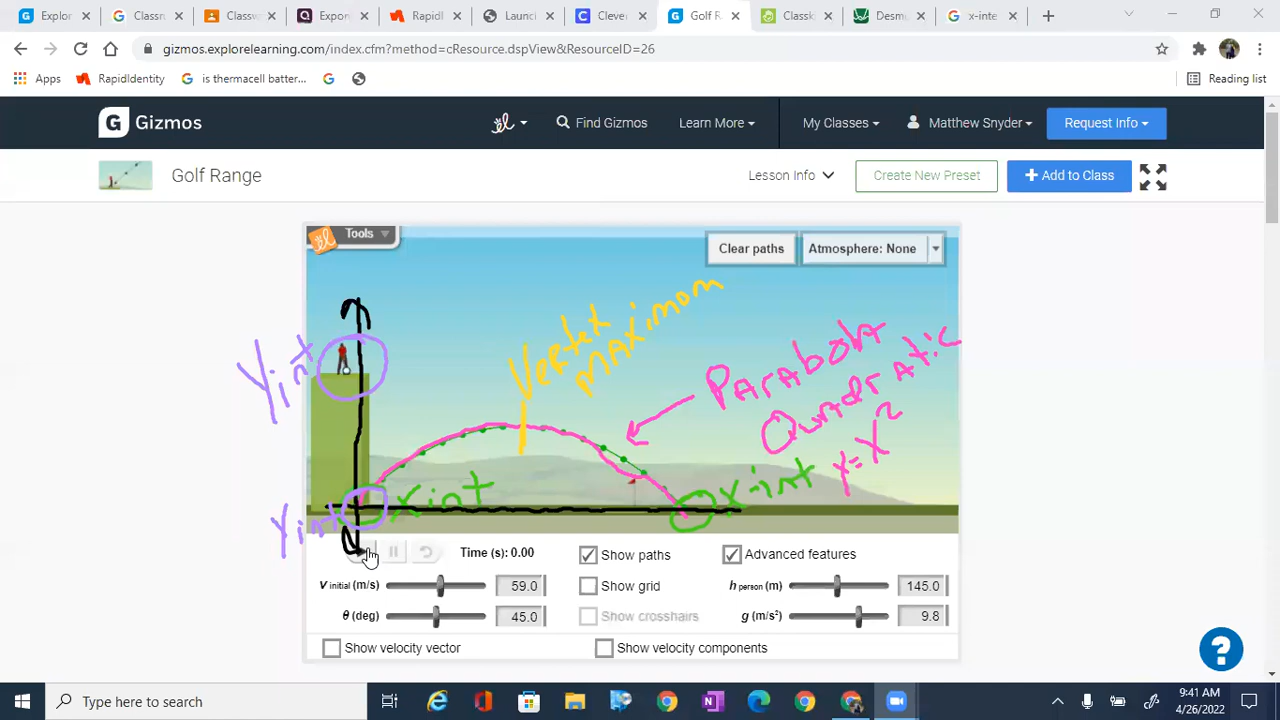 Explor
Classr
Classw
Expon
Rapidl
Launc
Clever
Golf R
Classk
Desm
x-inte
gizmos.explorelearning.com/index.cfm?method=cResource.dspView&ResourceID=26
Apps
RapidIdentity
is thermacell batter...
Reading list
Gizmos
Find Gizmos
Learn More
My Classes
Matthew Snyder
Request Info
Golf Range
Lesson Info
Create New Preset
Add to Class
Tools
Clear paths
Atmosphere: None
Vertex
Maximom
Parabola
Quadratic
y=x²
Yint
Xint
X-int
Yint
Time (s): 0.00
Show paths
Advanced features
v initial (m/s)
59.0
Show grid
h person (m)
145.0
θ (deg)
45.0
Show crosshairs
g (m/s²)
9.8
Show velocity vector
Show velocity components
?
Type here to search
9:41 AM
4/26/2022